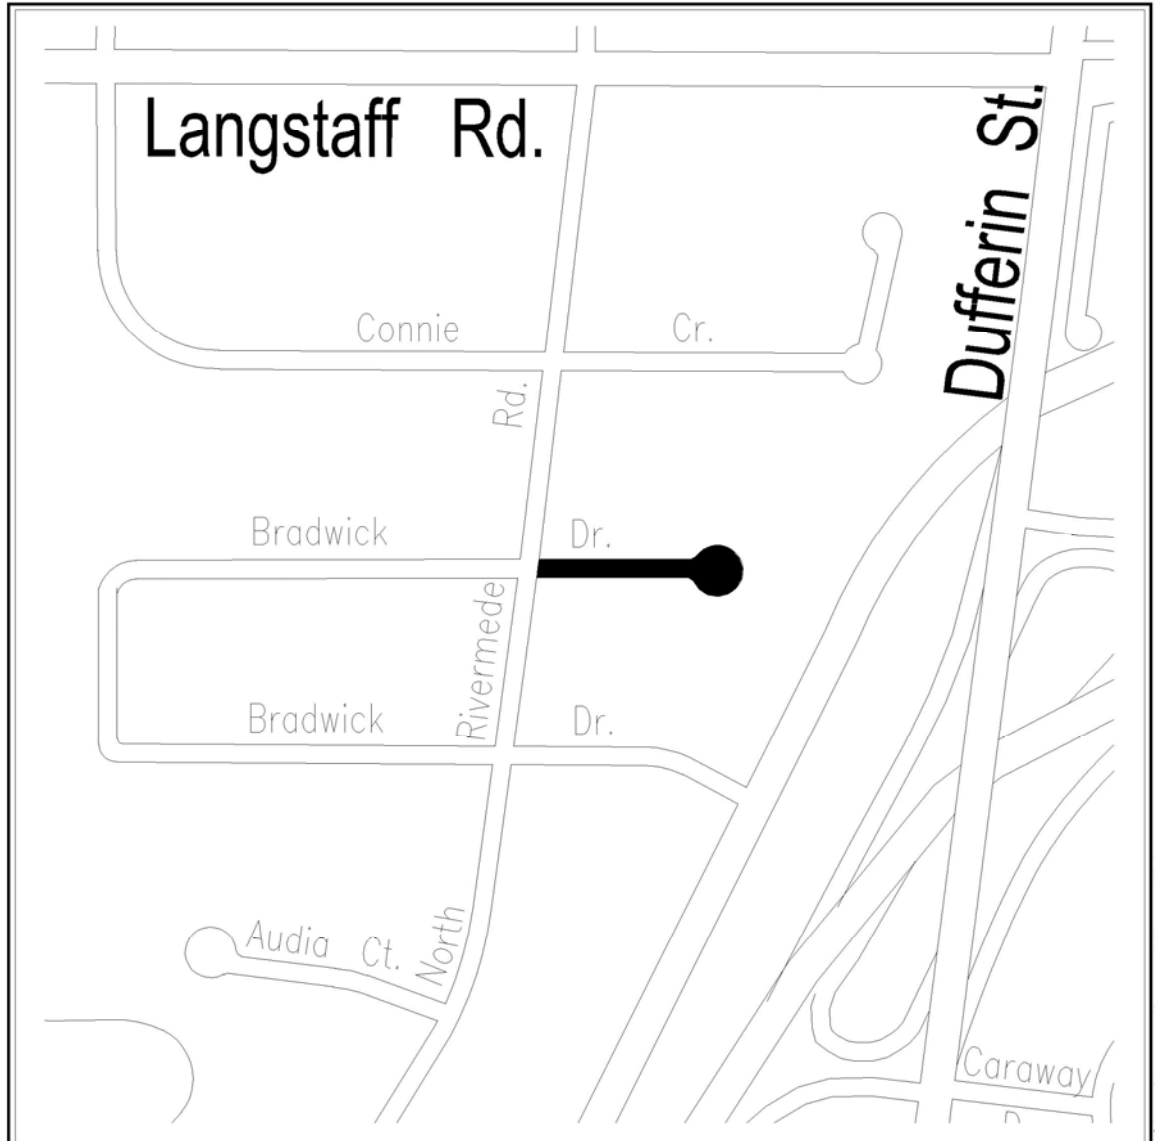 Langstaff Rd.
Dufferin St.
Connie Cr.
Rd.
Bradwick Dr.
Rivermede
Bradwick Dr.
North
Audia Ct.
Caraway